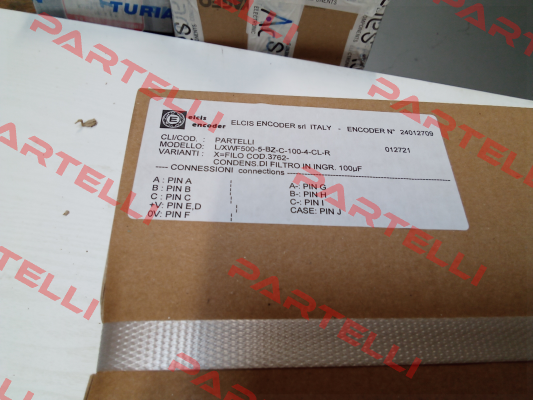 TURIA
elcis
encoder
ELCIS ENCODER srl ITALY - ENCODER N° 24012709
CLI/COD. : PARTELLI
MODELLO: L/XWF500-5-BZ-C-100-4-CL-R 012721
VARIANTI : X=FILO COD.3762-
CONDENS.DI FILTRO IN INGR. 100uF
---- CONNESSIONI connections ----
A : PIN A A-: PIN G
B : PIN B B-: PIN H
C : PIN C C-: PIN I
+V: PIN E,D CASE: PIN J
0V: PIN F
PARTELLI
PARTELLI
PARTELLI
PARTELLI
PARTELLI
PARTELLI
PARTELLI